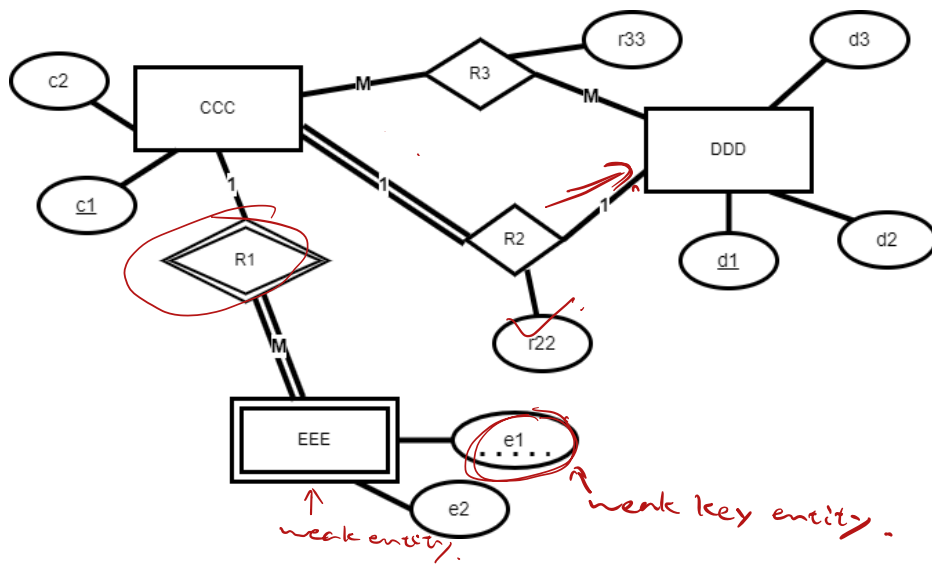 r33
d3
c2
R3
M
CCC
M
DDD
1
1
c1
1
R2
d2
R1
d1
r22
M
EEE
e1
e2
weak key entity.
weak entity.